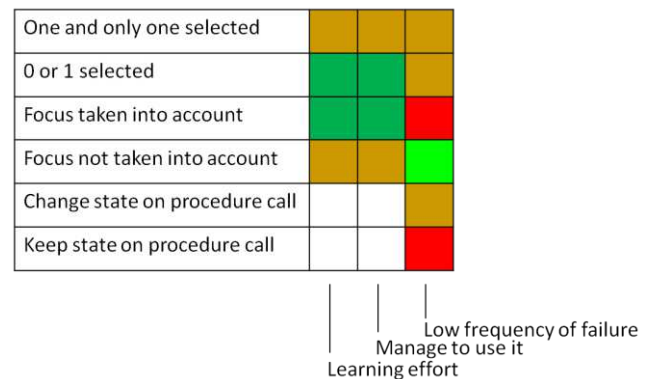 One and only one selected
0 or 1 selected
Focus taken into account
Focus not taken into account
Change state on procedure call
Keep state on procedure call
Low frequency of failure
Manage to use it
Learning effort